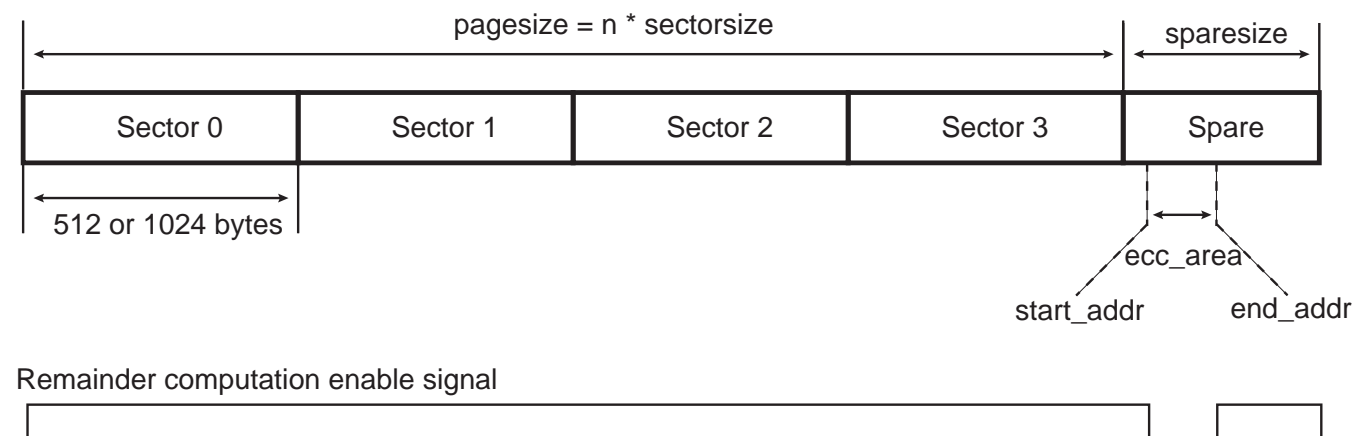 pagesize = n * sectorsize
sparesize
Sector 0
Sector 1
Sector 2
Sector 3
Spare
512 or 1024 bytes
ecc_area
start_addr
end_addr
Remainder computation enable signal